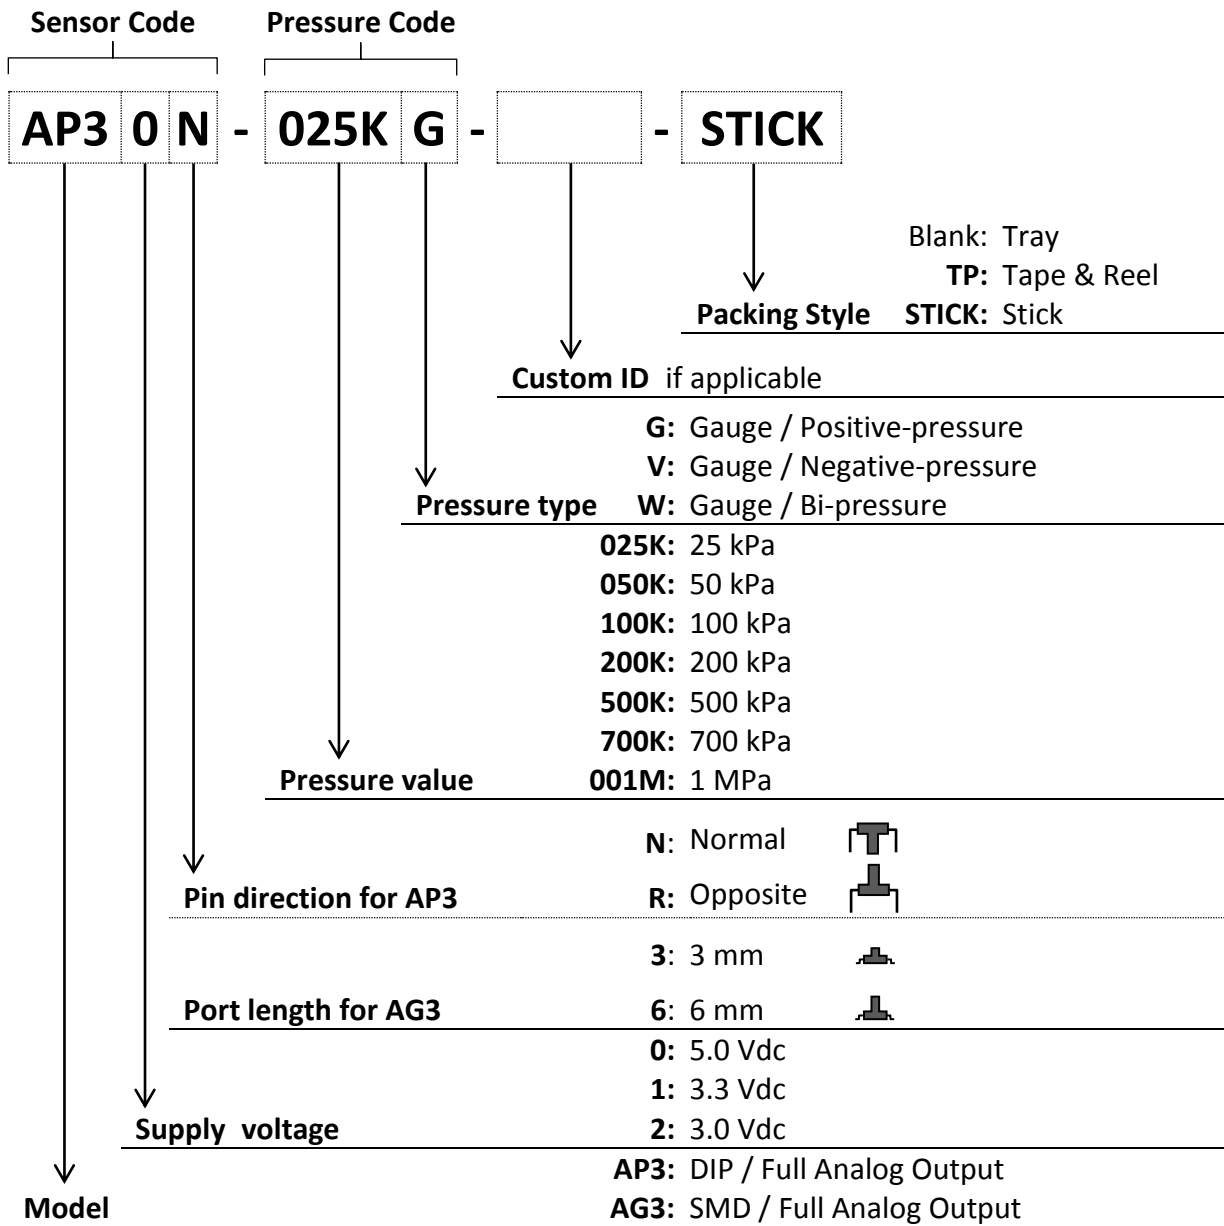 Sensor Code Pressure Code
AP3 0 N - 025K G - - STICK
Blank: Tray
TP: Tape & Reel
Packing Style STICK: Stick
Custom ID if applicable
G: Gauge / Positive-pressure
V: Gauge / Negative-pressure
Pressure type W: Gauge / Bi-pressure
025K: 25 kPa
050K: 50 kPa
100K: 100 kPa
200K: 200 kPa
500K: 500 kPa
700K: 700 kPa
Pressure value 001M: 1 MPa
N: Normal
Pin direction for AP3 R: Opposite
3: 3 mm
Port length for AG3 6: 6 mm
0: 5.0 Vdc
1: 3.3 Vdc
Supply voltage 2: 3.0 Vdc
AP3: DIP / Full Analog Output
Model AG3: SMD / Full Analog Output